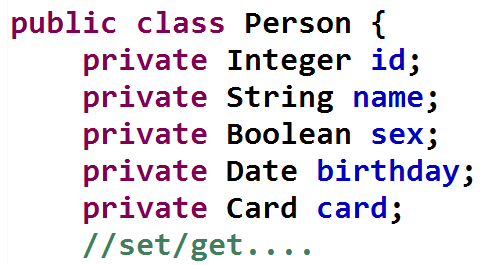 public class Person {
    private Integer id;
    private String name;
    private Boolean sex;
    private Date birthday;
    private Card card;
    //set/get....